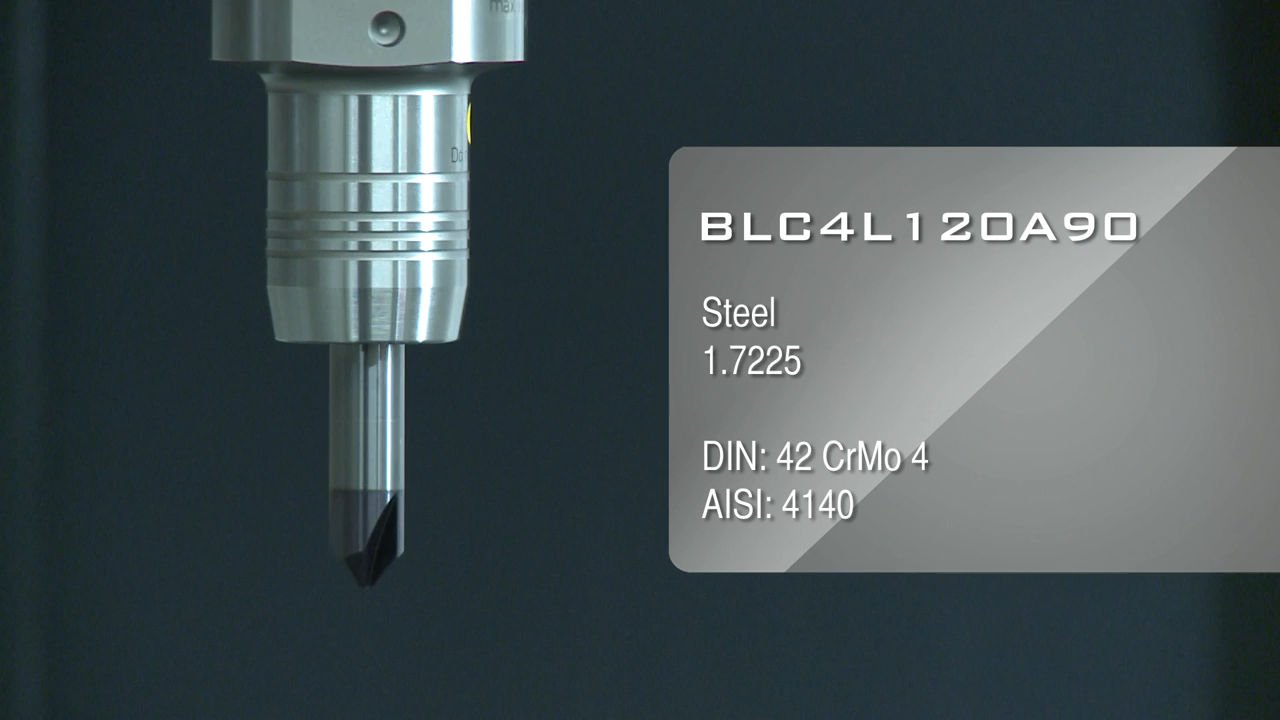 BLC4L120A90
Steel
1.7225
DIN: 42 CrMo 4
AISI: 4140